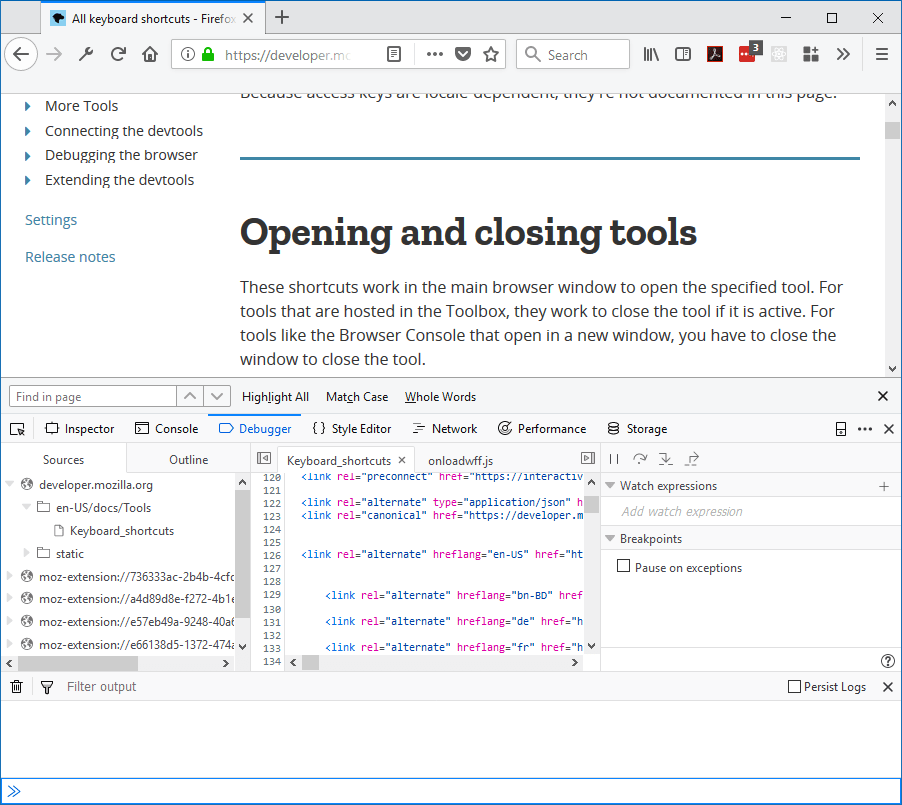 All keyboard shortcuts - Firefox
https://developer.mo
Search
3
Because access keys are locale dependent, they're not documented in this page.
More Tools
Connecting the devtools
Debugging the browser
Extending the devtools
Settings
Release notes
Opening and closing tools
These shortcuts work in the main browser window to open the specified tool. For
tools that are hosted in the Toolbox, they work to close the tool if it is active. For
tools like the Browser Console that open in a new window, you have to close the
window to close the tool.
Find in page
Highlight All Match Case Whole Words
Inspector Console Debugger Style Editor Network Performance Storage
Sources Outline
developer.mozilla.org
en-US/docs/Tools
Keyboard_shortcuts
static
moz-extension://736333ac-2b4b-4cfc
moz-extension://a4d89d8e-f272-4b1e
moz-extension://e57eb49a-9248-40a6
moz-extension://e66138d5-1372-474a
Keyboard_shortcuts onloadwff.js
120 <link rel="preconnect" href="https://interactiv
121
122 <link rel="alternate" type="application/json" h
123 <link rel="canonical" href="https://developer.m
124
125
126 <link rel="alternate" hreflang="en-US" href="ht
127
128
129 <link rel="alternate" hreflang="bn-BD" href
130
131 <link rel="alternate" hreflang="de" href="h
132
133 <link rel="alternate" hreflang="fr" href="h
134
Watch expressions
Add watch expression
Breakpoints
Pause on exceptions
Filter output
Persist Logs